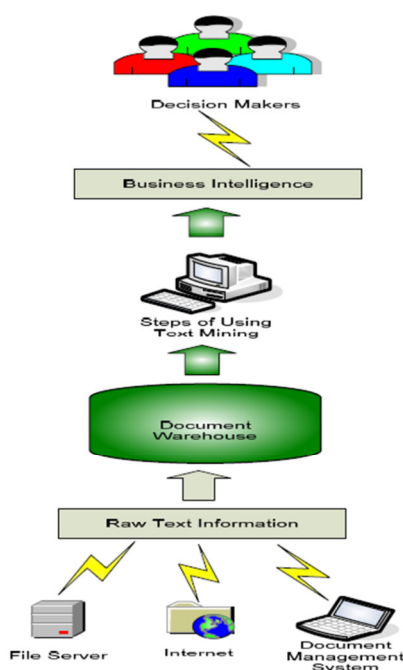 Decision Makers
Business Intelligence
Steps of Using
Text Mining
Document
Warehouse
Raw Text Information
File Server
Internet
Document
Management
System